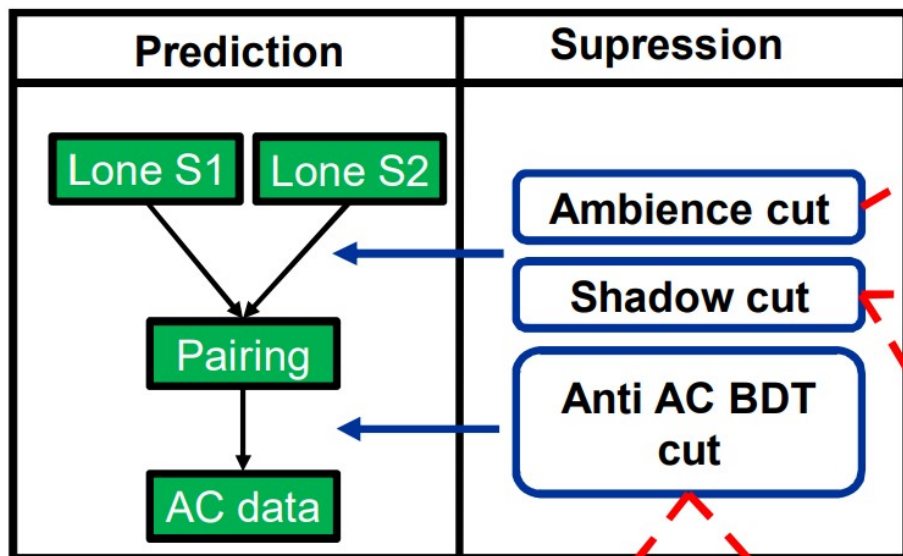 Prediction
Supression
Lone S1
Lone S2
Ambience cut
Shadow cut
Pairing
Anti AC BDT
cut
AC data